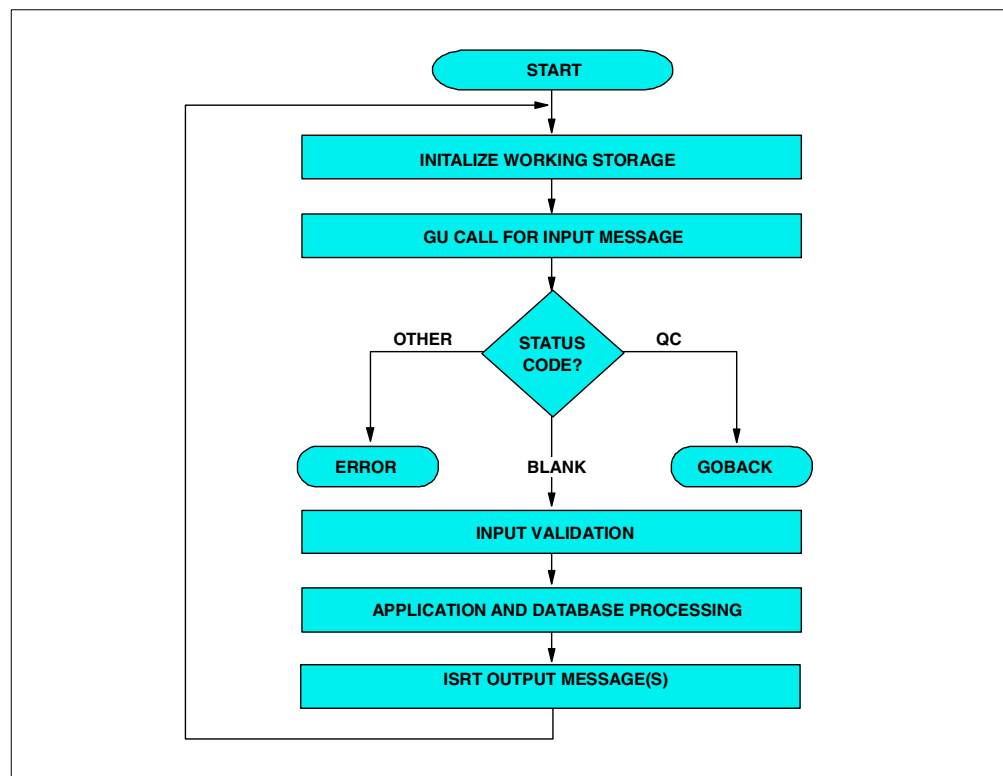 START
INITALIZE WORKING STORAGE
GU CALL FOR INPUT MESSAGE
OTHER
STATUS
CODE?
QC
ERROR
BLANK
GOBACK
INPUT VALIDATION
APPLICATION AND DATABASE PROCESSING
ISRT OUTPUT MESSAGE(S)